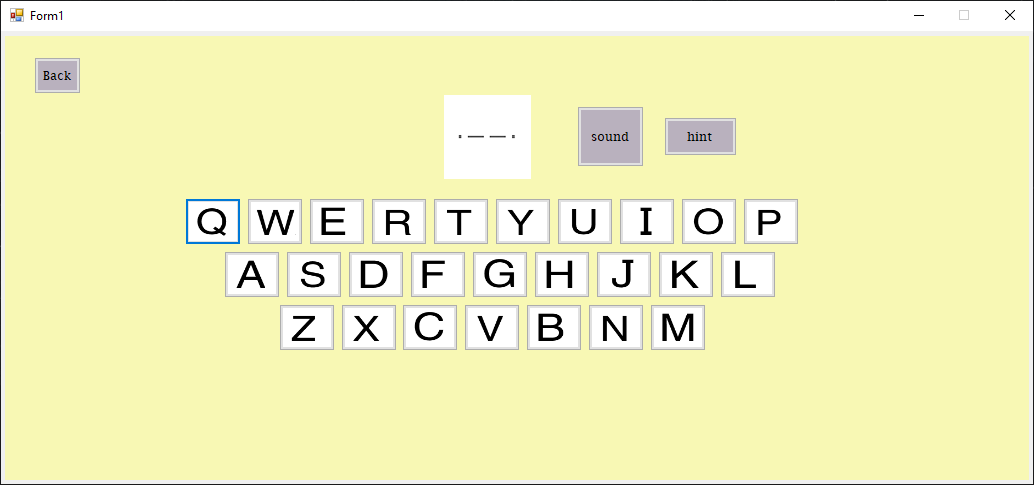 Form1
Back
·——·
sound
hint
Q W E R T Y U I O P
A S D F G H J K L
Z X C V B N M